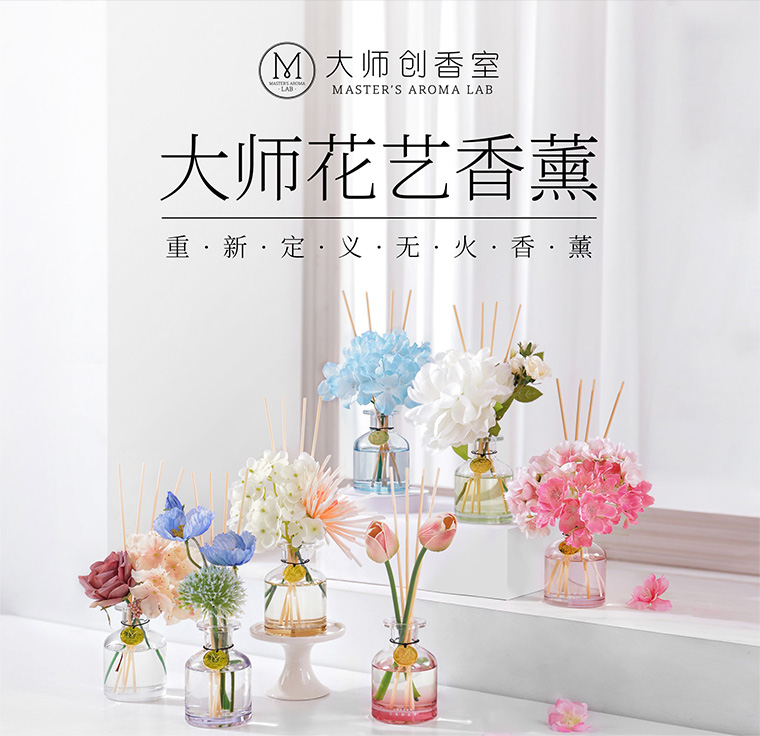 大师创香室
MASTER'S AROMA LAB
MASTER'S AROMA
· LAB ·
大师花艺香薰
重·新·定·义·无·火·香·薰